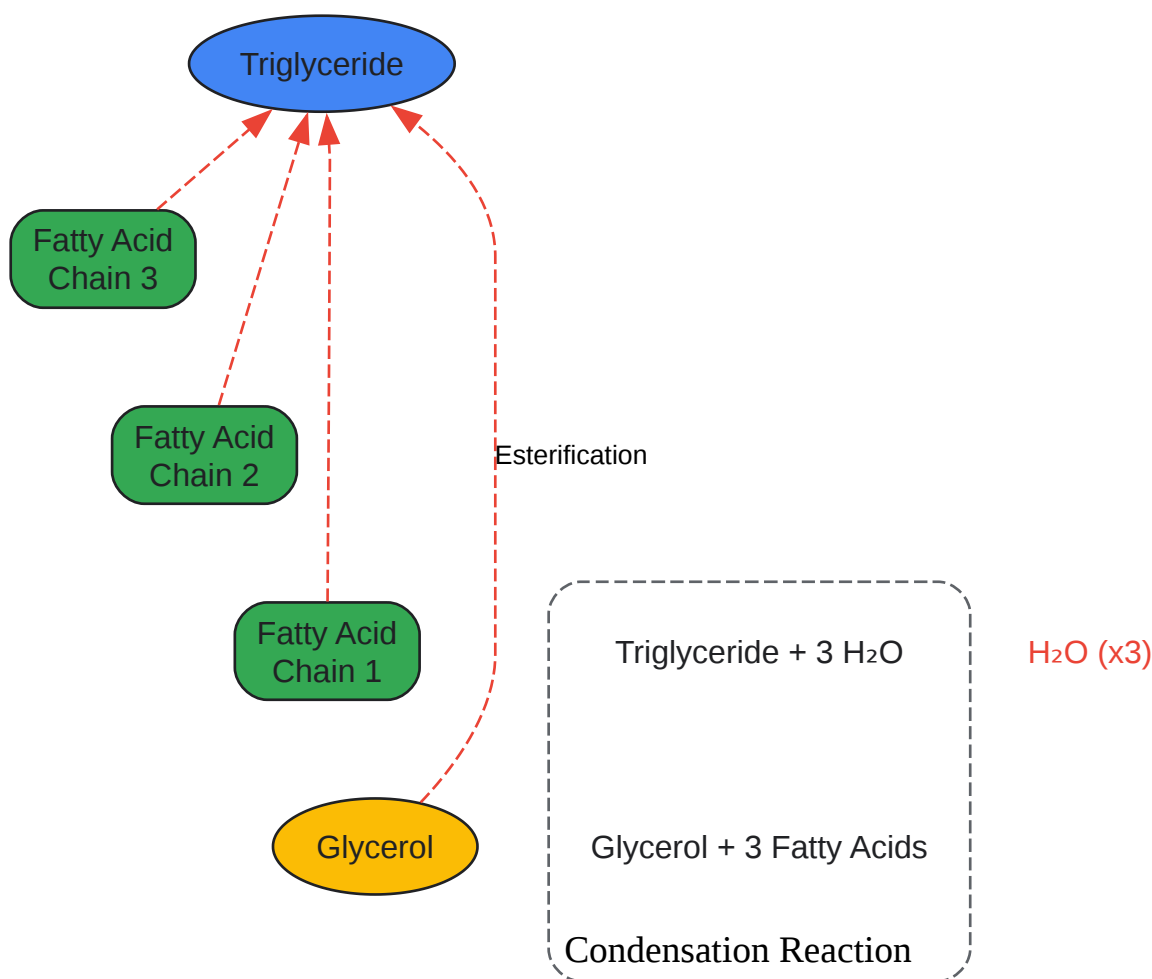 Triglyceride
Fatty Acid
Chain 3
Fatty Acid
Chain 2
Esterification
Fatty Acid
Chain 1
Triglyceride + 3 H₂O
H₂O (x3)
Glycerol
Glycerol + 3 Fatty Acids
Condensation Reaction